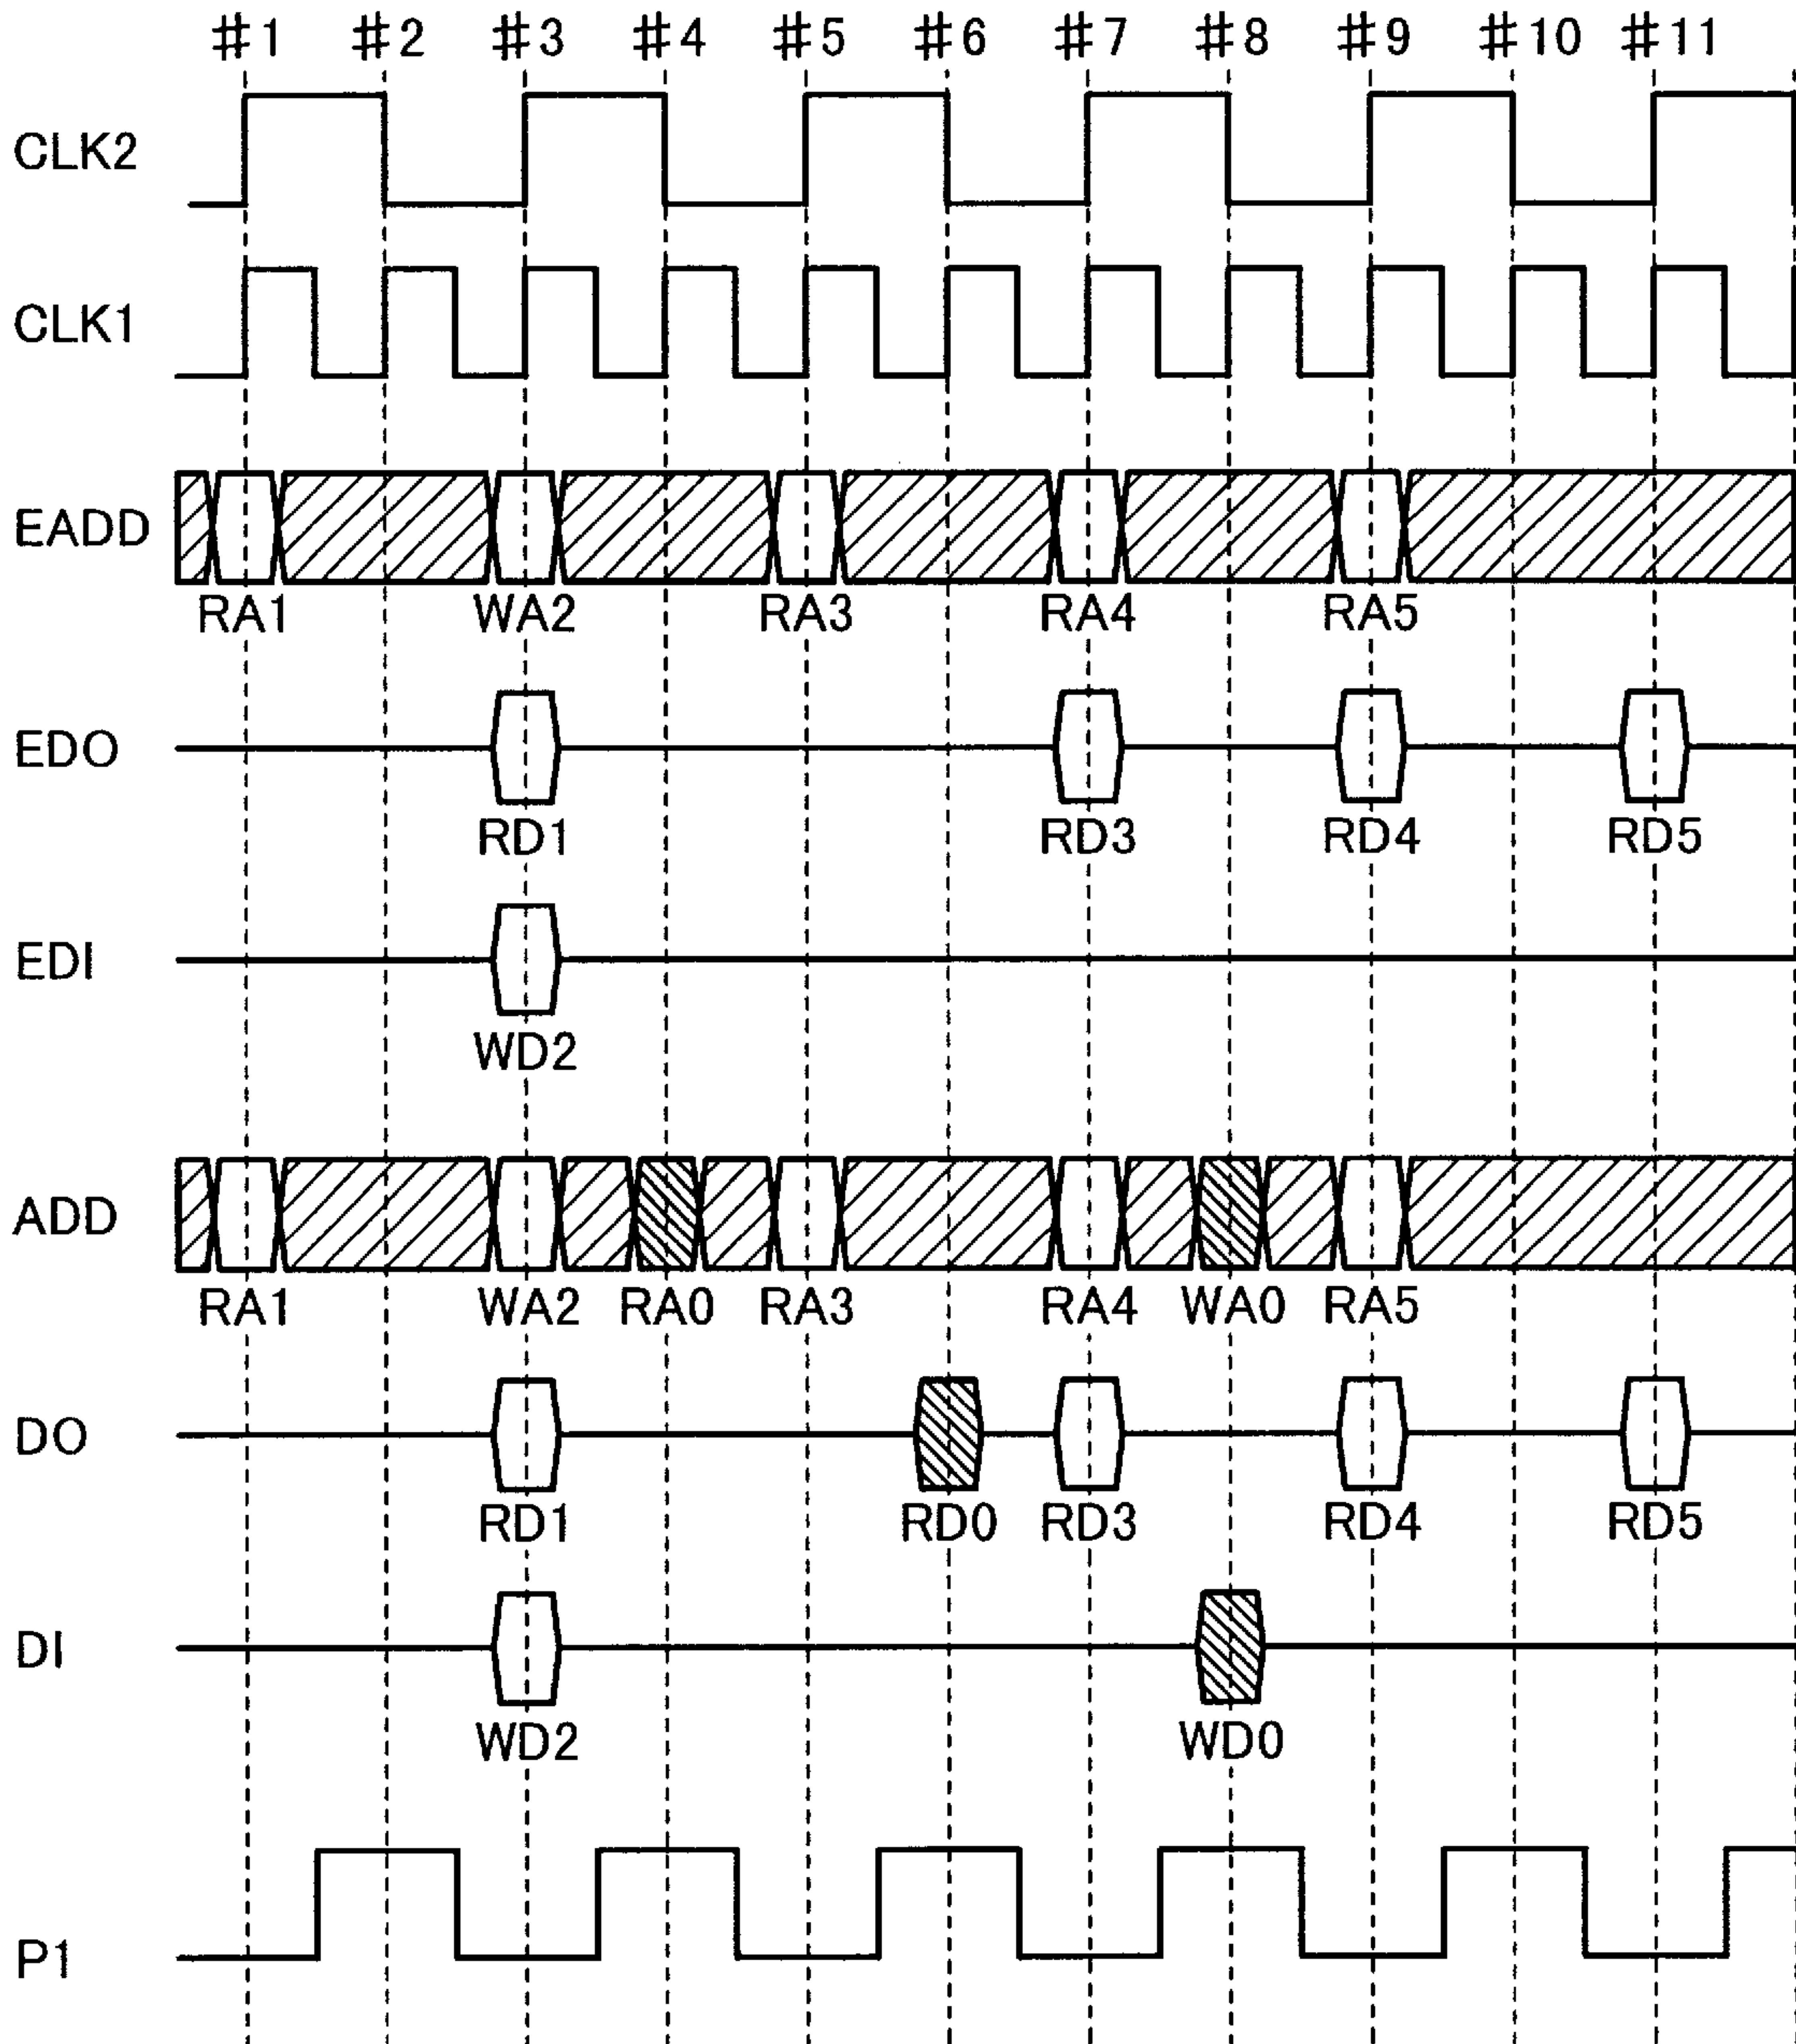 #1 #2 #3 #4 #5 #6 #7 #8 #9 #10 #11
CLK2
CLK1
EADD
RA1 WA2 RA3 RA4 RA5
EDO
RD1 RD3 RD4 RD5
EDI
WD2
ADD
RA1 WA2 RA0 RA3 RA4 WA0 RA5
DO
RD1 RD0 RD3 RD4 RD5
DI
WD2 WD0
P1